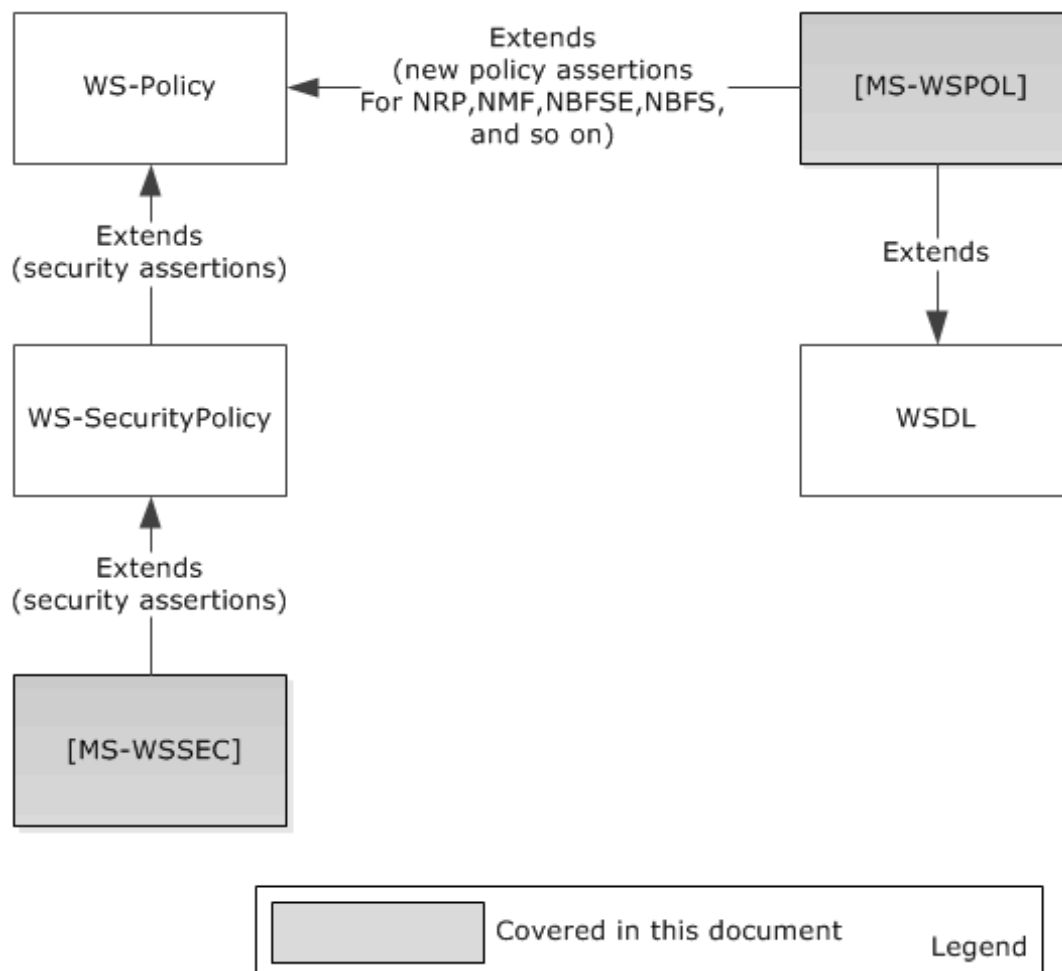 WS-Policy
Extends
(new policy assertions
For NRP,NMF,NBFSE,NBFS,
and so on)
[MS-WSPOL]
Extends
(security assertions)
Extends
WS-SecurityPolicy
WSDL
Extends
(security assertions)
[MS-WSSEC]
Covered in this document
Legend